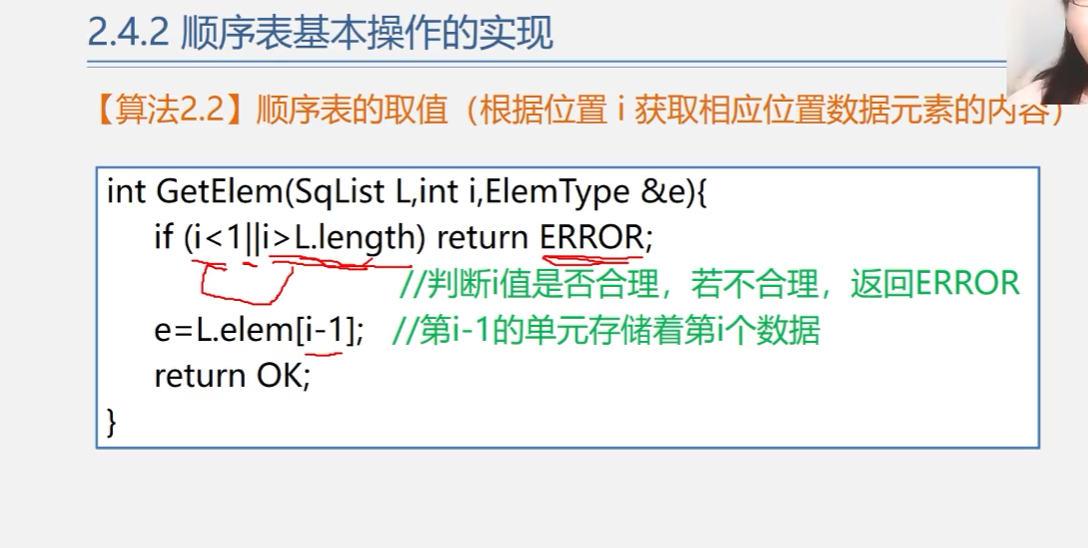 2.4.2 顺序表基本操作的实现
【算法2.2】顺序表的取值（根据位置 i 获取相应位置数据元素的内容）
int GetElem(SqList L,int i,ElemType &e){
if (i<1||i>L.length) return ERROR;
//判断i值是否合理，若不合理，返回ERROR
e=L.elem[i-1]; //第i-1的单元存储着第i个数据
return OK;
}